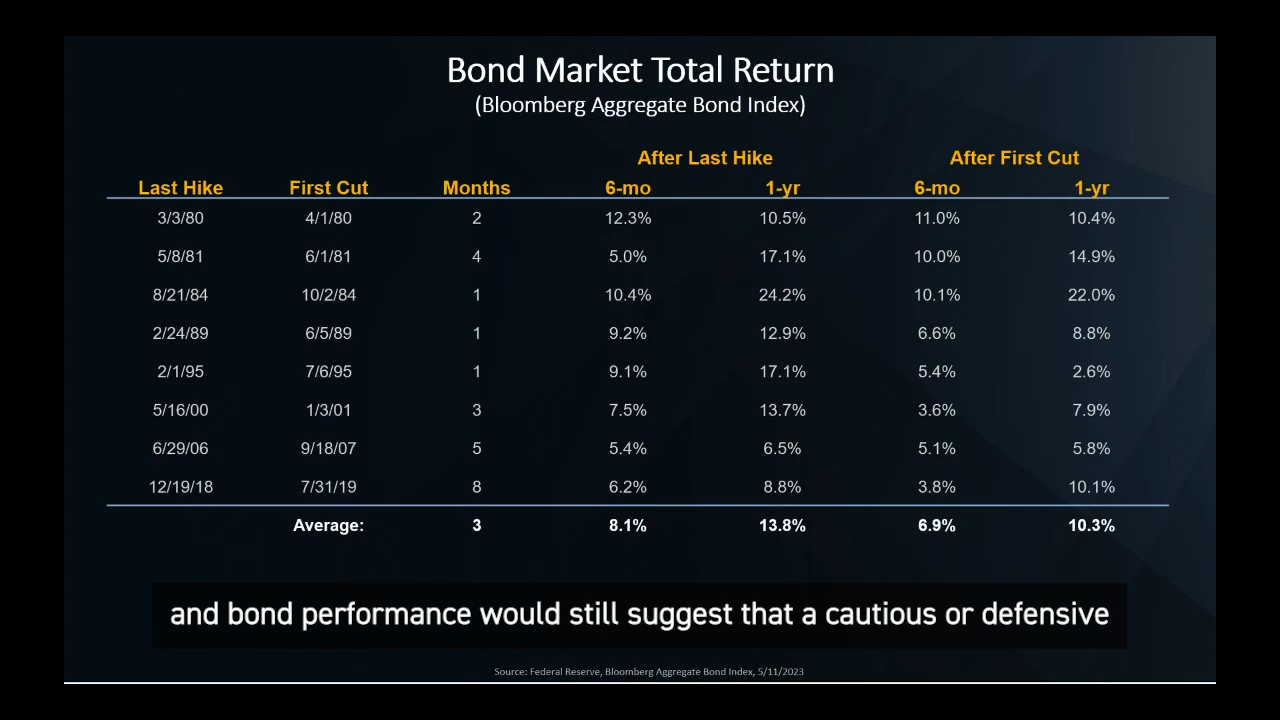 Bond Market Total Return
(Bloomberg Aggregate Bond Index)
After Last Hike After First Cut
Last Hike First Cut Months 6-mo 1-yr 6-mo 1-yr
3/3/80 4/1/80 2 12.3% 10.5% 11.0% 10.4%
5/8/81 6/1/81 4 5.0% 17.1% 10.0% 14.9%
8/21/84 10/2/84 1 10.4% 24.2% 10.1% 22.0%
2/24/89 6/5/89 1 9.2% 12.9% 6.6% 8.8%
2/1/95 7/6/95 1 9.1% 17.1% 5.4% 2.6%
5/16/00 1/3/01 3 7.5% 13.7% 3.6% 7.9%
6/29/06 9/18/07 5 5.4% 6.5% 5.1% 5.8%
12/19/18 7/31/19 8 6.2% 8.8% 3.8% 10.1%
Average: 3 8.1% 13.8% 6.9% 10.3%
and bond performance would still suggest that a cautious or defensive
Source: Federal Reserve, Bloomberg Aggregate Bond Index, 5/11/2023